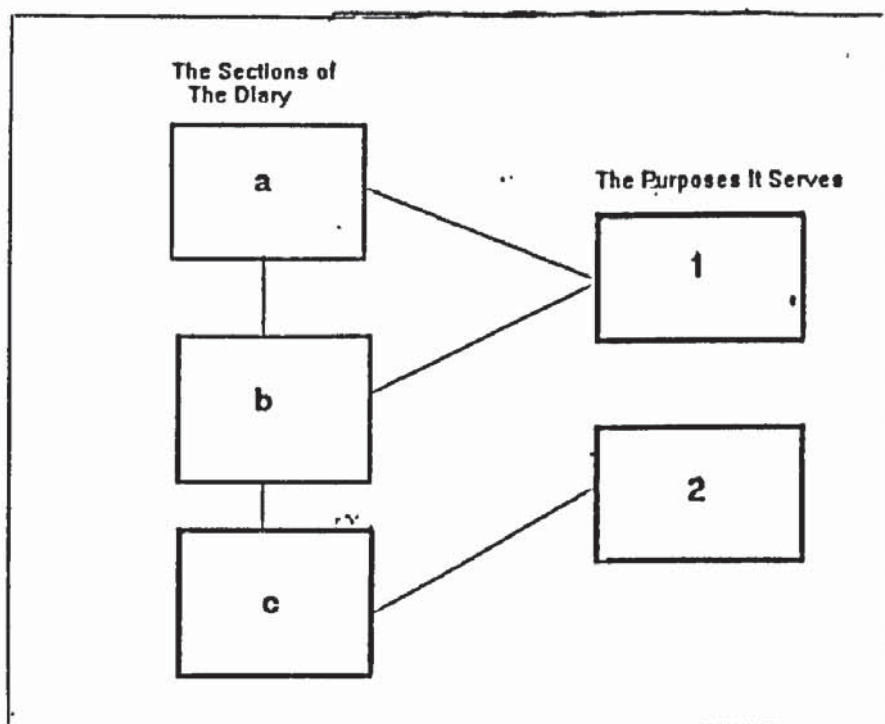 The Sections of
The Diary
a
The Purposes It Serves
1
b
2
c